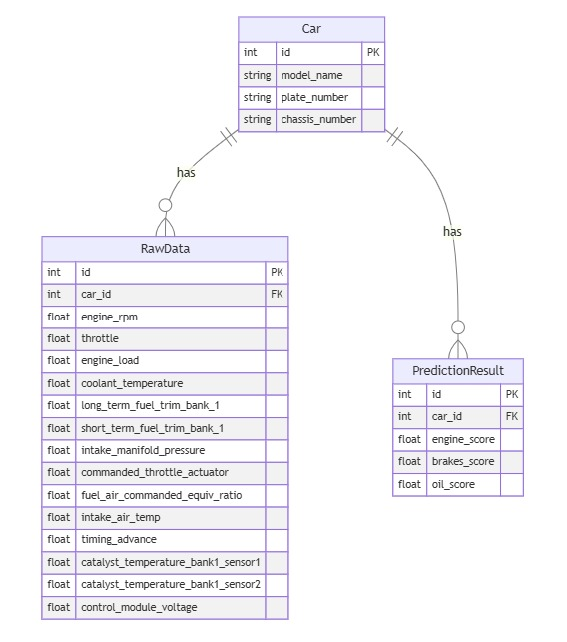 Car
int id PK
string model_name
string plate_number
string chassis_number
has
has
RawData
int id PK
int car_id FK
float engine_rpm
float throttle
float engine_load
float coolant_temperature
float long_term_fuel_trim_bank_1
float short_term_fuel_trim_bank_1
float intake_manifold_pressure
float commanded_throttle_actuator
float fuel_air_commanded_equiv_ratio
float intake_air_temp
float timing_advance
float catalyst_temperature_bank1_sensor1
float catalyst_temperature_bank1_sensor2
float control_module_voltage
PredictionResult
int id PK
int car_id FK
float engine_score
float brakes_score
float oil_score